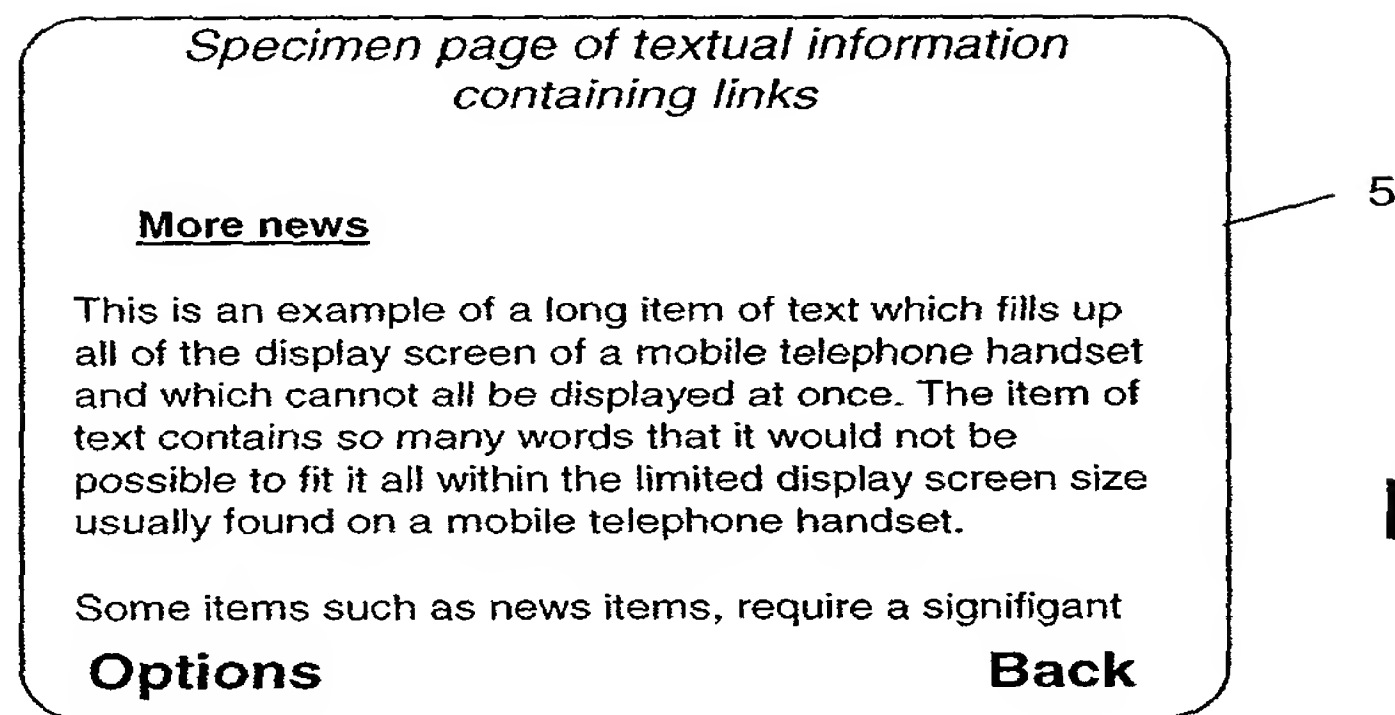 Specimen page of textual information
containing links
5
More news
This is an example of a long item of text which fills up
all of the display screen of a mobile telephone handset
and which cannot all be displayed at once. The item of
text contains so many words that it would not be
possible to fit it all within the limited display screen size
usually found on a mobile telephone handset.
Some items such as news items, require a signifigant
Options Back